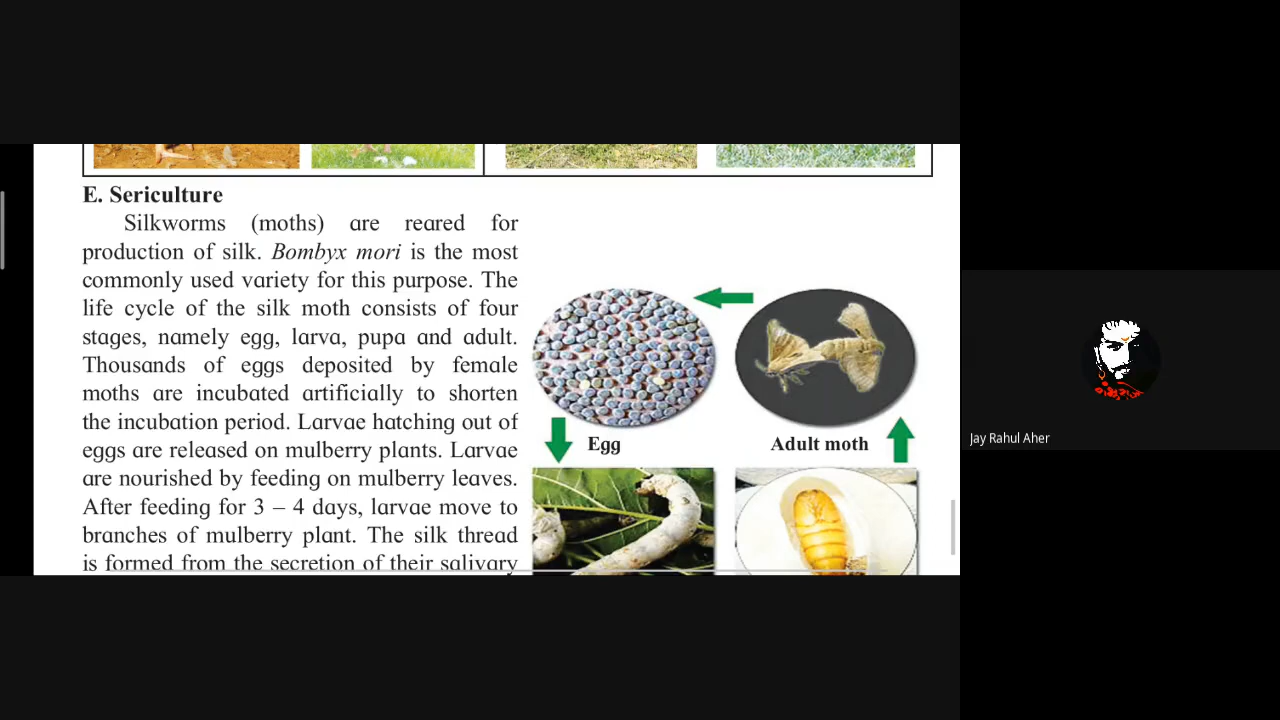 E. Sericulture
Silkworms (moths) are reared for
production of silk. Bombyx mori is the most
commonly used variety for this purpose. The
life cycle of the silk moth consists of four
stages, namely egg, larva, pupa and adult.
Thousands of eggs deposited by female
moths are incubated artificially to shorten
the incubation period. Larvae hatching out of
eggs are released on mulberry plants. Larvae
are nourished by feeding on mulberry leaves.
After feeding for 3 – 4 days, larvae move to
branches of mulberry plant. The silk thread
is formed from the secretion of their salivary
Egg
Adult moth
Jay Rahul Aher